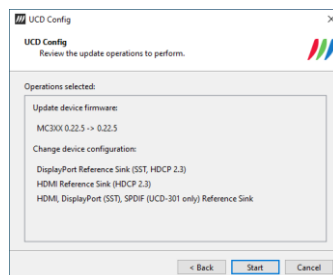 UCD Config
UCD Config
Review the update operations to perform.
Operations selected:
Update device firmware:
MC3XX 0.22.5 -> 0.22.5
Change device configuration:
DisplayPort Reference Sink (SST, HDCP 2.3)
HDMI Reference Sink (HDCP 2.3)
HDMI, DisplayPort (SST), SPDIF (UCD-301 only) Reference Sink
< Back
Start
Cancel